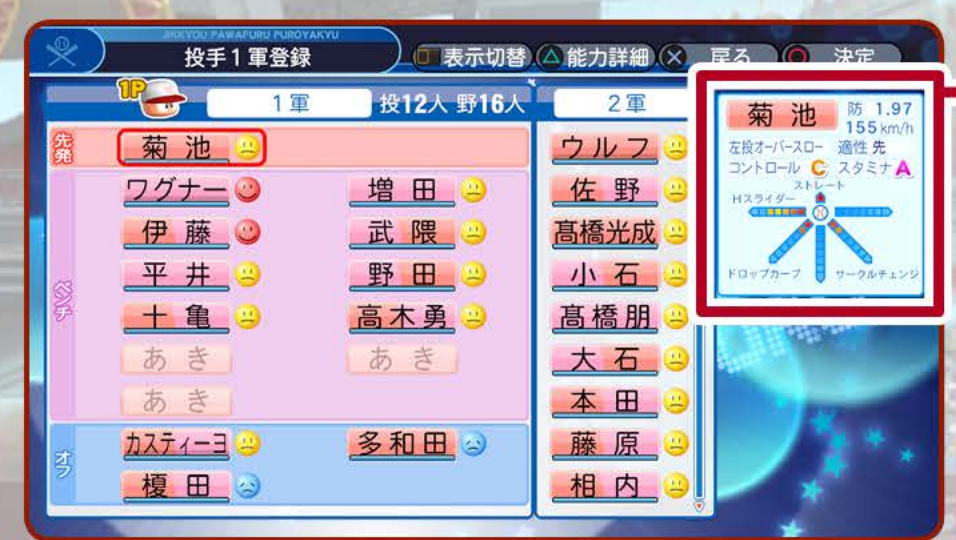 JIKKYOU PAWAFURU PUROYAKYU
投手1軍登録
表示切替 能力詳細 戻る 決定
1P
1軍 投12人 野16人 2軍
先発
菊池
ベンチ
ワグナー 増田
伊藤 武隈
平井 野田
十亀 高木勇
あき あき
あき
オフ
カスティーヨ 多和田
榎田
ウルフ
佐野
髙橋光成
小石
髙橋朋
大石
本田
藤原
相内
菊池 防 1.97
155km/h
左投オーバースロー 適性 先
コントロール C スタミナ A
ストレート
Hスライダー
ドロップカーブ サークルチェンジ